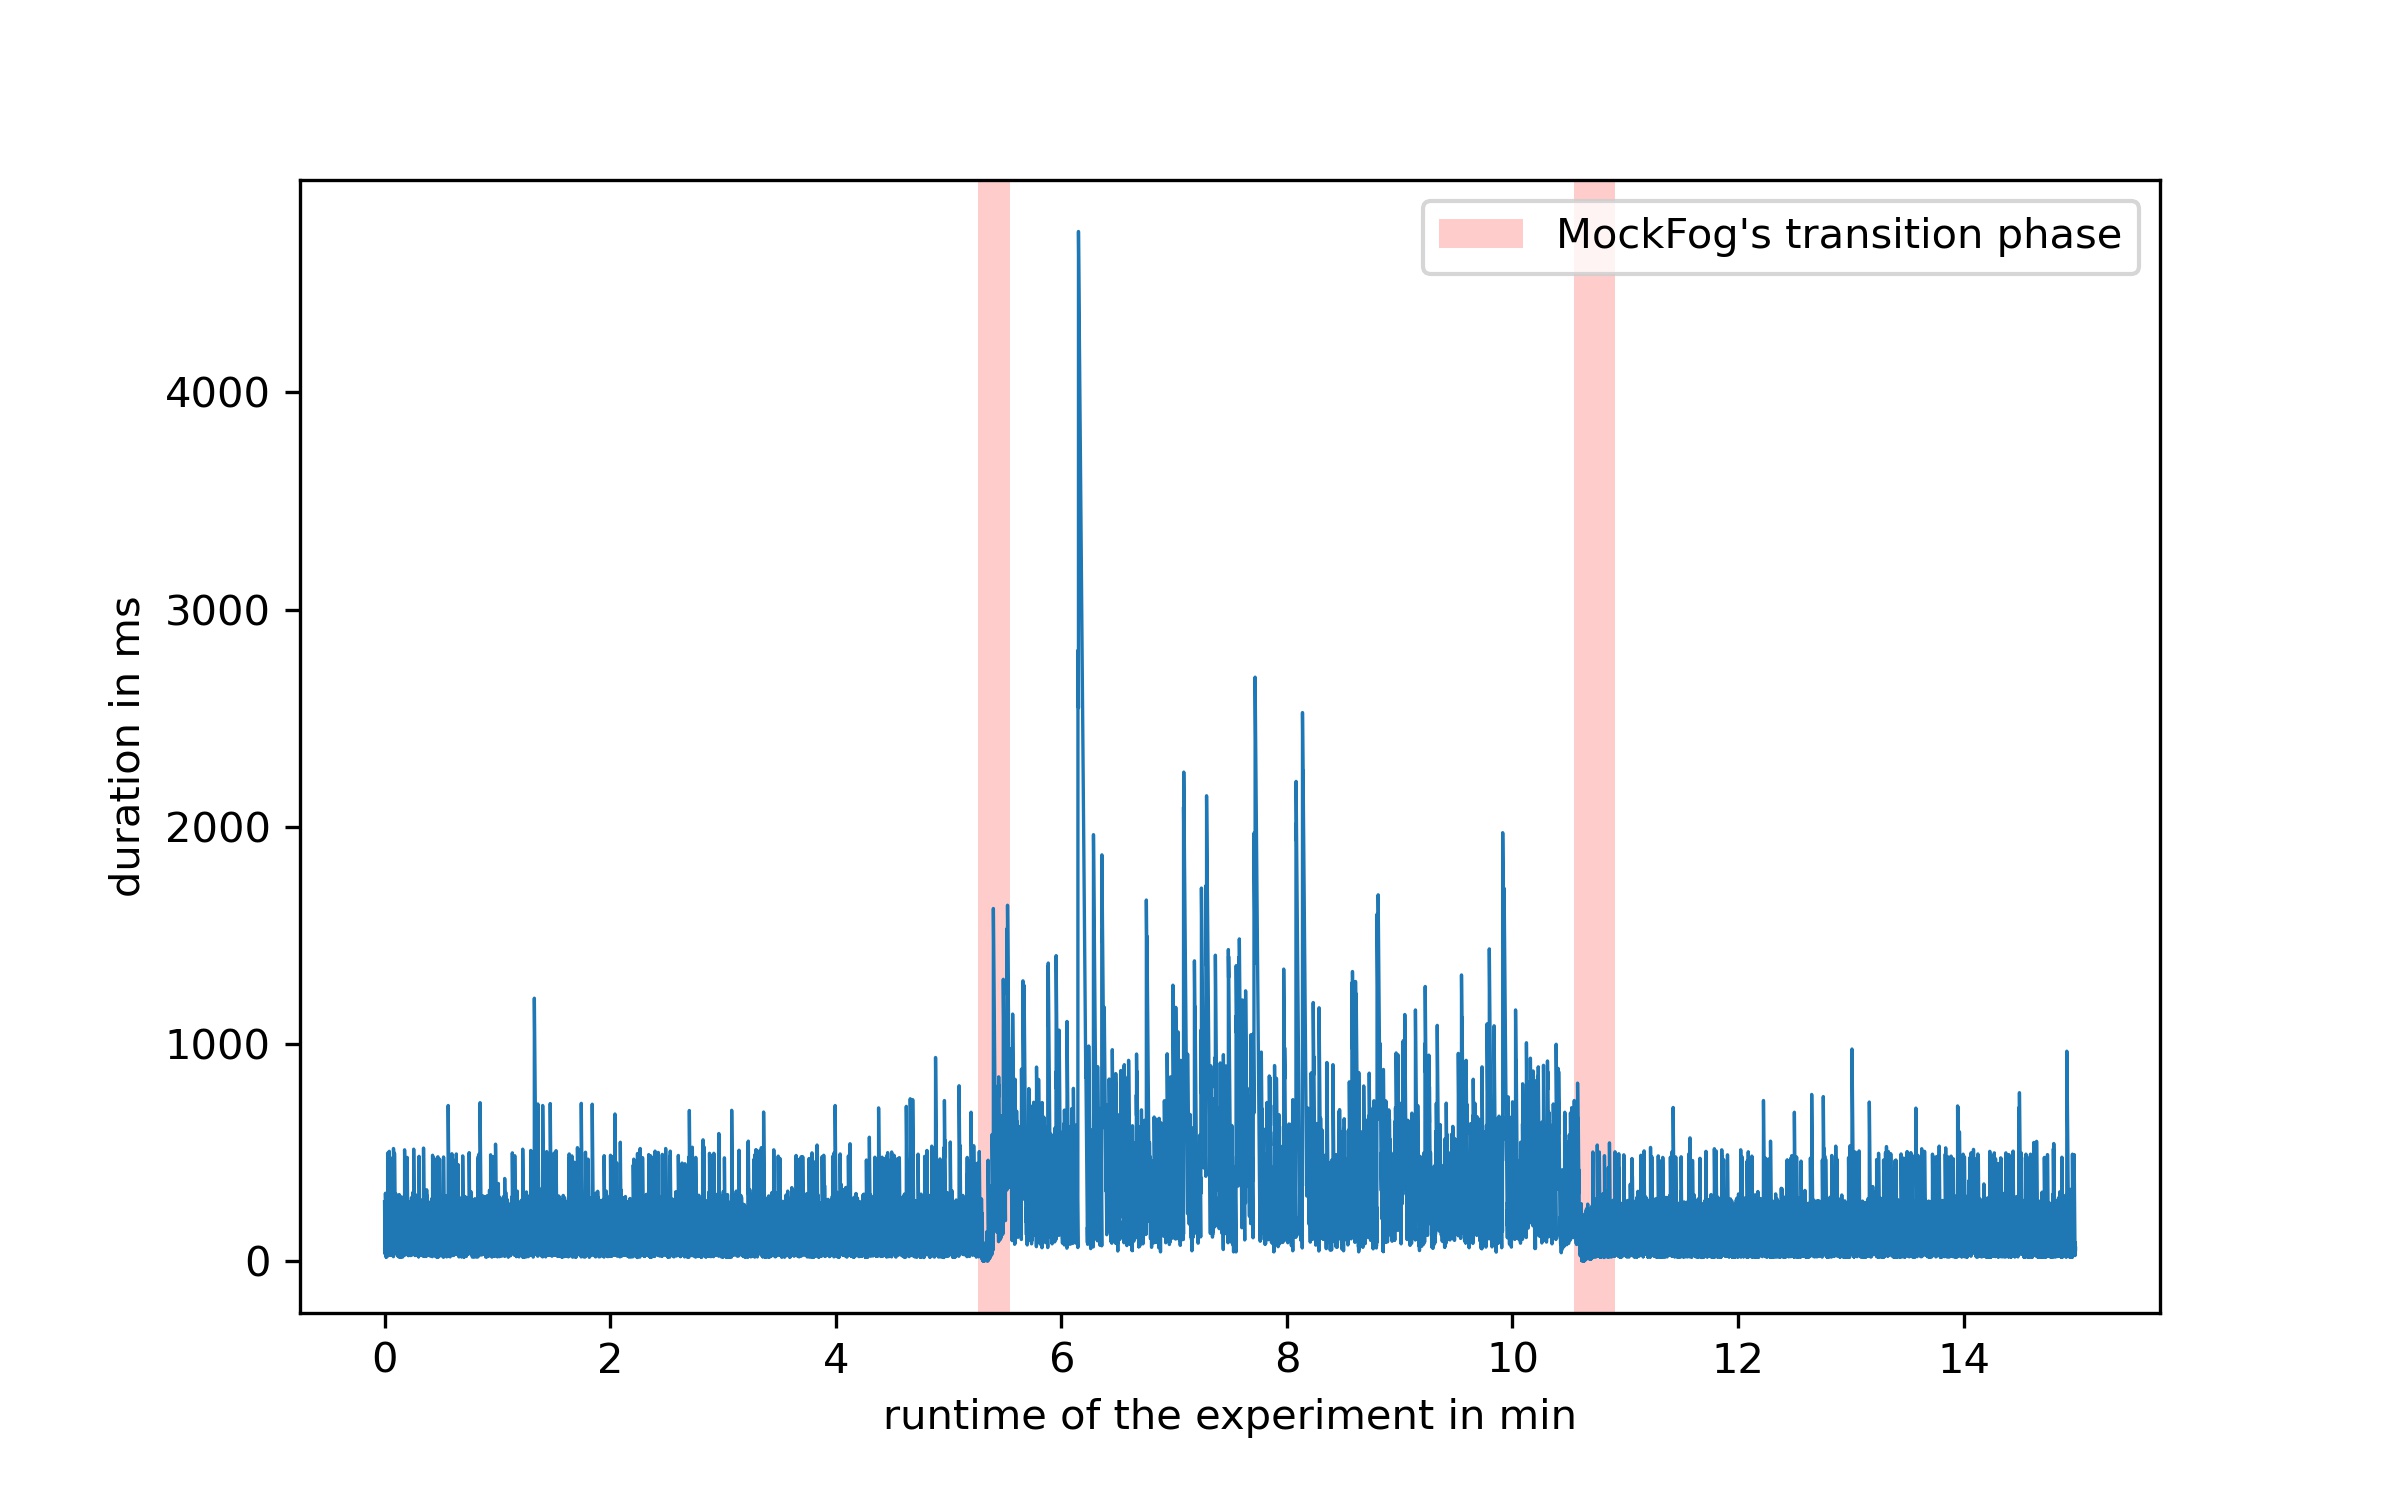 MockFog's transition phase
4000
3000
2000
1000
0
duration in ms
0 2 4 6 8 10 12 14
runtime of the experiment in min